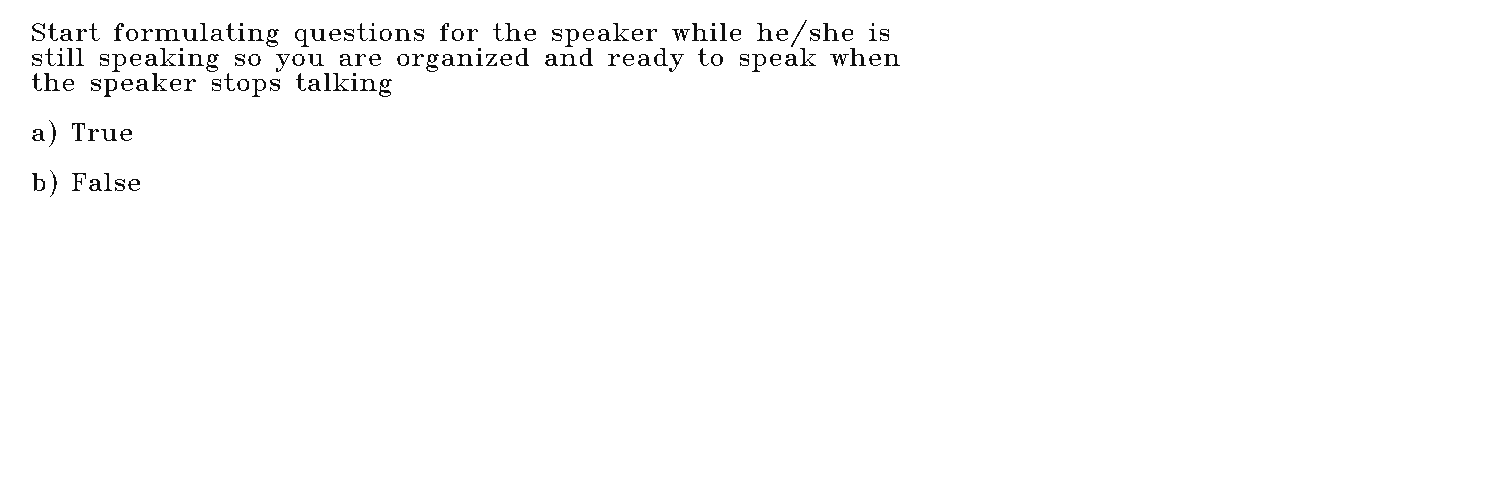 Start formulating questions for the speaker while he/she is
still speaking so you are organized and ready to speak when
the speaker stops talking
a) True
b) False